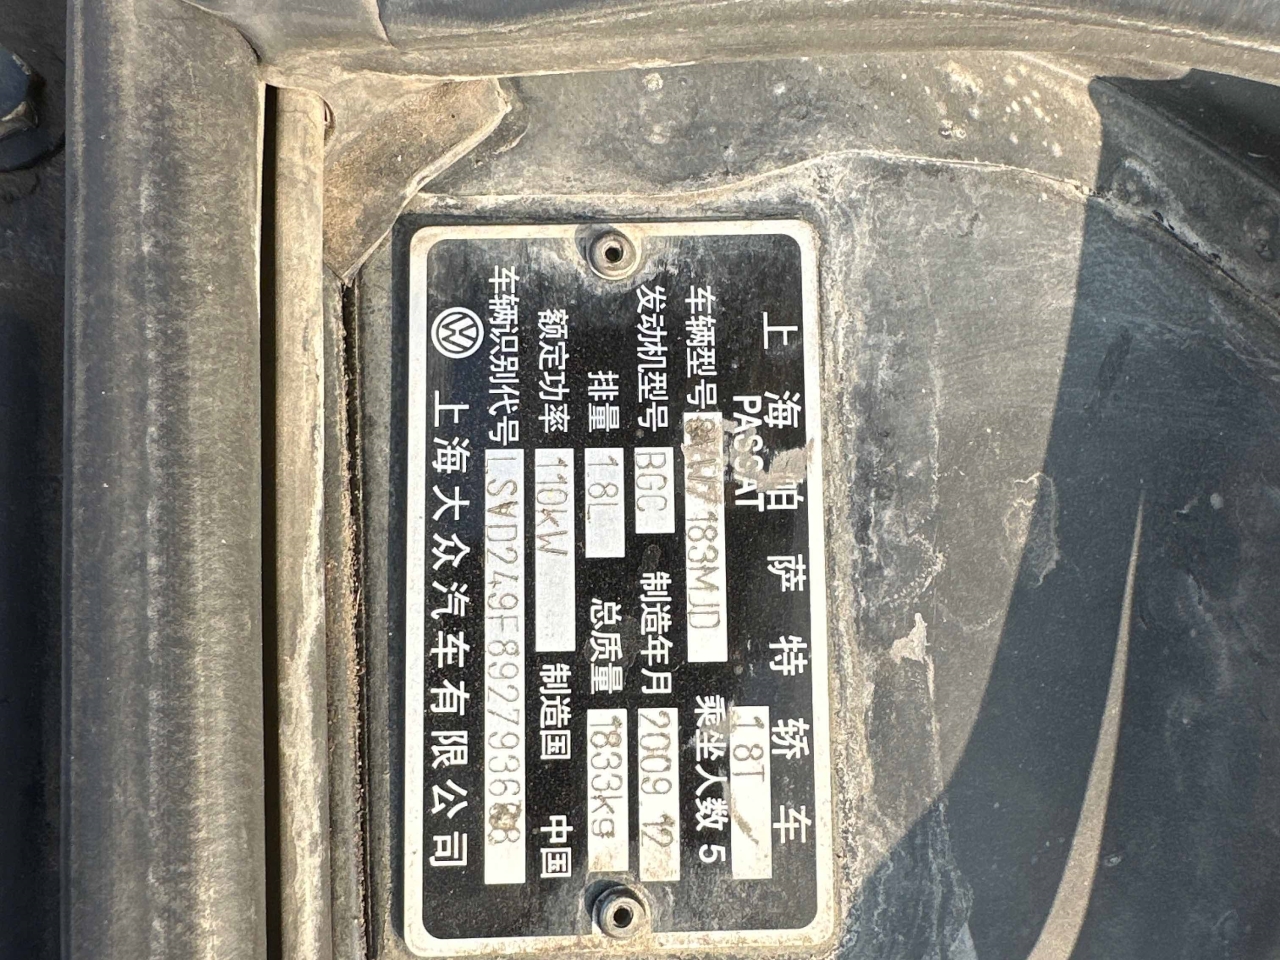 上海帕萨特轿车
PASSAT 1.8T
车辆型号 SVW7183MJD 乘坐人数 5
发动机型号 BGC 制造年月 2009.12
排量 1.8L 总质量 1833kg
额定功率 110kW 制造国 中国
车辆识别代号 LSVD249F892793668
上海大众汽车有限公司